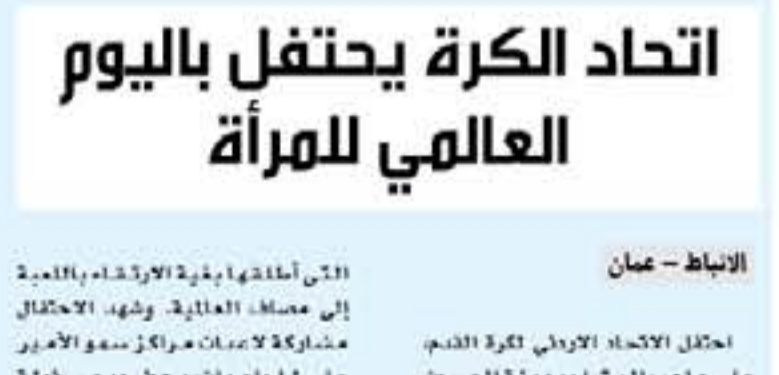 اتحاد الكرة يحتفل باليوم
العالمي للمرأة
الانباط – عمان
احتفل الاتحاد الاردني لكرة القدم،
التي أطلقتها بغية الارتقاء باللعبة
إلى مصاف العالمية. وشهد الاحتفال
مشاركة لاعبات مراكز سمو الأمير